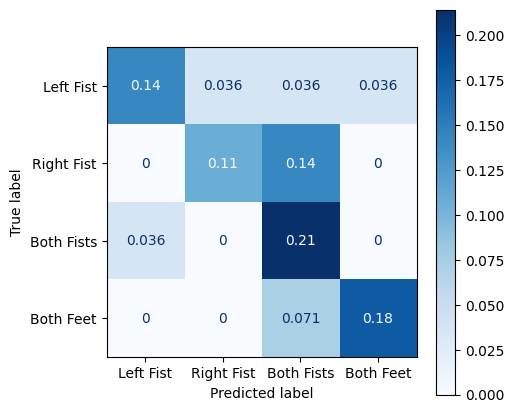 Left Fist 0.14 0.036 0.036 0.036
Right Fist 0 0.11 0.14 0
Both Fists 0.036 0 0.21 0
Both Feet 0 0 0.071 0.18
Left Fist Right Fist Both Fists Both Feet
Predicted label
True label
0.200
0.175
0.150
0.125
0.100
0.075
0.050
0.025
0.000